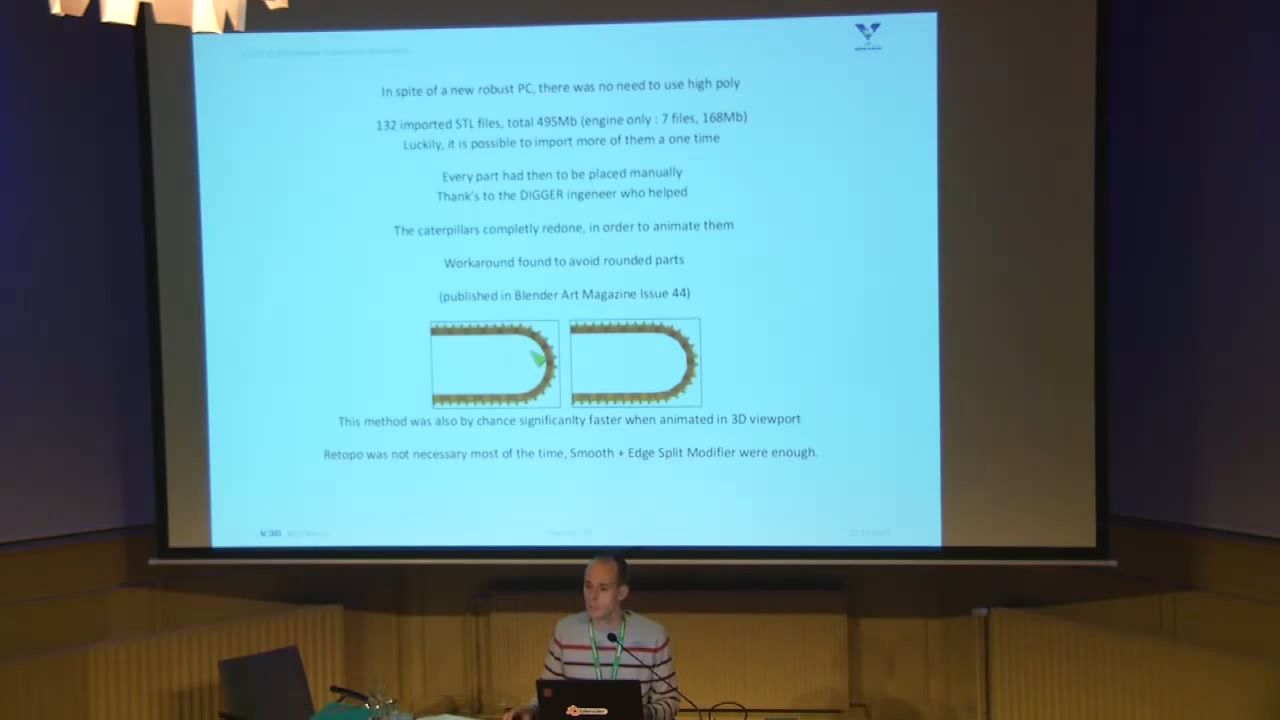 In spite of a new robust PC, there was no need to use high poly
132 imported STL files, total 495Mb (engine only : 7 files, 168Mb)
Luckily, it is possible to import more of them a one time
Every part had then to be placed manually
Thank's to the DIGGER ingeneer who helped
The caterpillars completly redone, in order to animate them
Workaround found to avoid rounded parts
(published in Blender Art Magazine Issue 44)
This method was also by chance significanlty faster when animated in 3D viewport
Retopo was not necessary most of the time, Smooth + Edge Split Modifier were enough.